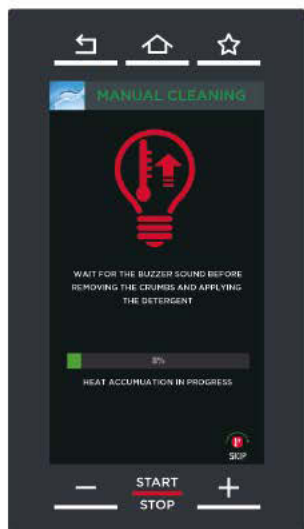 MANUAL CLEANING
WAIT FOR THE BUZZER SOUND BEFORE
REMOVING THE CRUMBS AND APPLYING
THE DETERGENT
8%
HEAT ACCUMUATION IN PROGRESS
SKIP
START
STOP